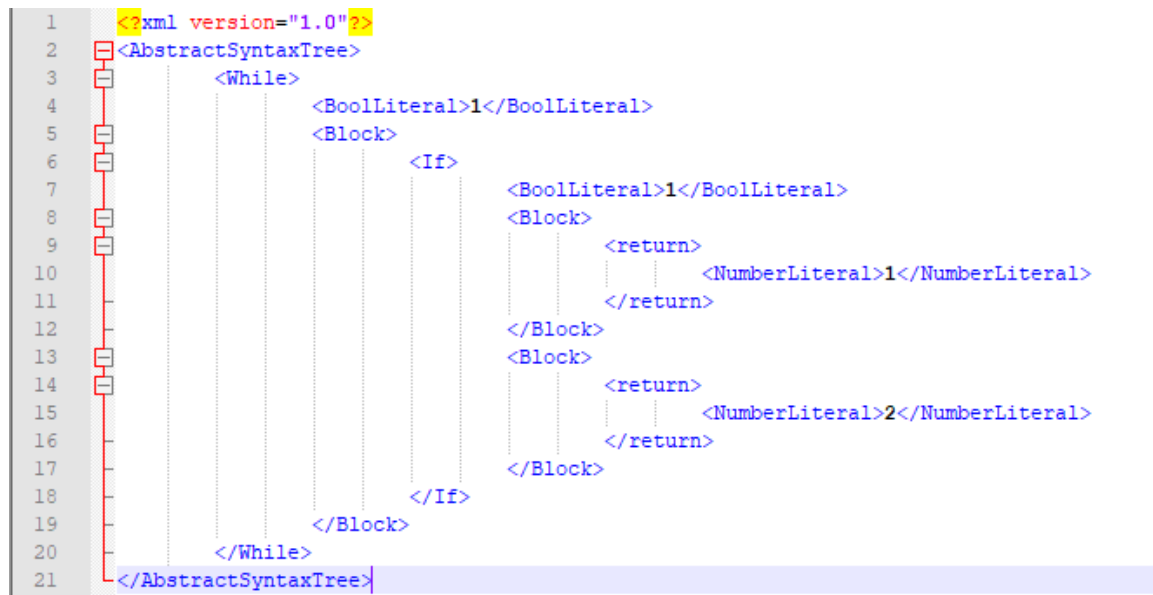 1 <?xml version="1.0"?>
2 <AbstractSyntaxTree>
3 <While>
4 <BoolLiteral>1</BoolLiteral>
5 <Block>
6 <If>
7 <BoolLiteral>1</BoolLiteral>
8 <Block>
9 <return>
10 <NumberLiteral>1</NumberLiteral>
11 </return>
12 </Block>
13 <Block>
14 <return>
15 <NumberLiteral>2</NumberLiteral>
16 </return>
17 </Block>
18 </If>
19 </Block>
20 </While>
21 </AbstractSyntaxTree>